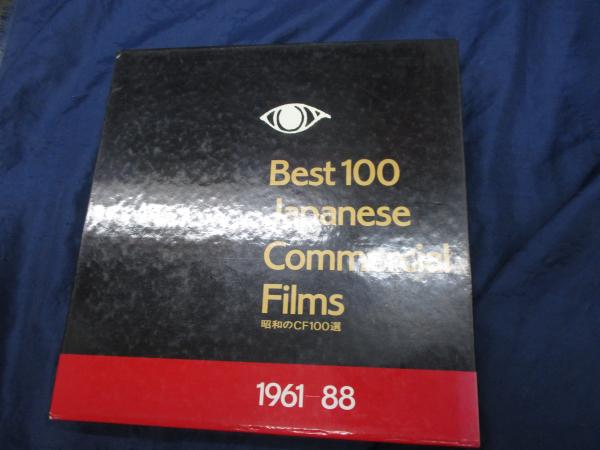 Best 100
Japanese
Commercial
Films
昭和のCF100選
1961-88